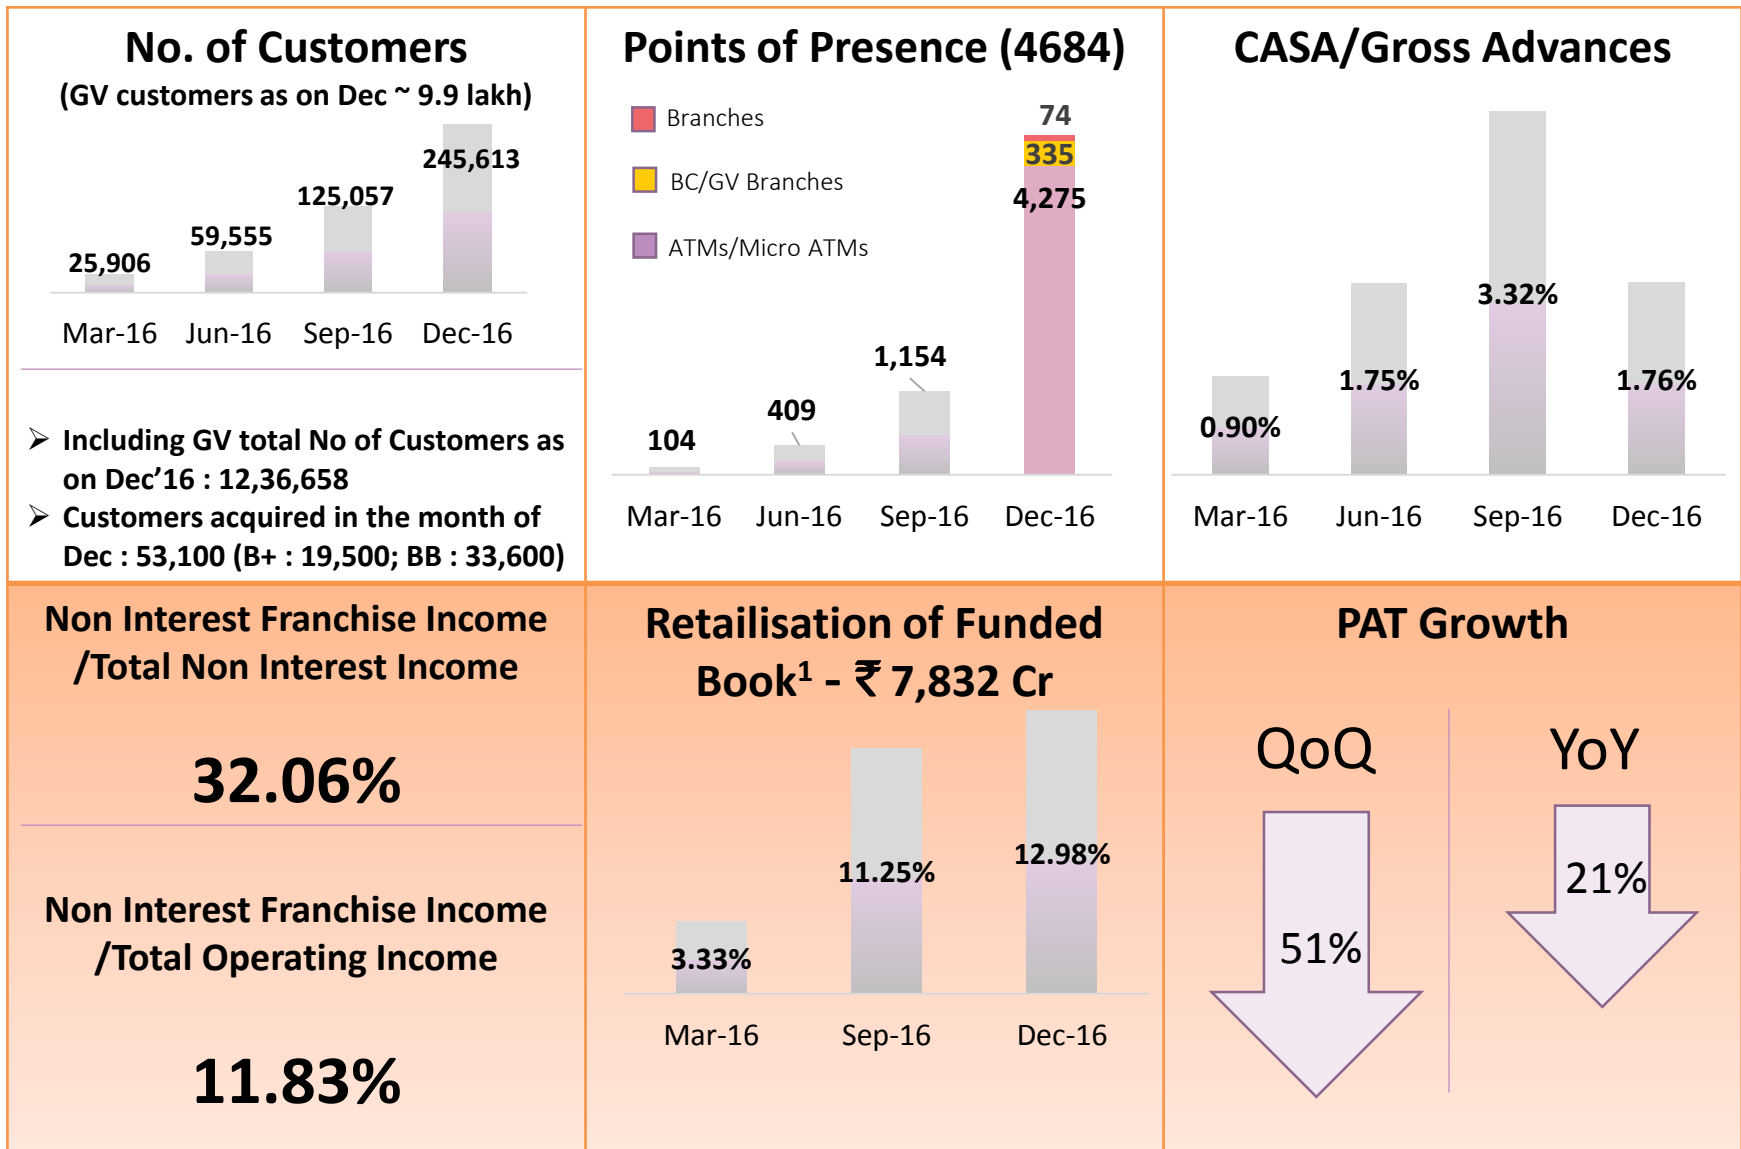 No. of Customers
(GV customers as on Dec ~ 9.9 lakh)
25,906
59,555
125,057
245,613
Mar-16
Jun-16
Sep-16
Dec-16
➢ Including GV total No of Customers as
on Dec’16 : 12,36,658
➢ Customers acquired in the month of
Dec : 53,100 (B+ : 19,500; BB : 33,600)
Points of Presence (4684)
Branches
BC/GV Branches
ATMs/Micro ATMs
104
409
1,154
74
335
4,275
Mar-16
Jun-16
Sep-16
Dec-16
CASA/Gross Advances
0.90%
1.75%
3.32%
1.76%
Mar-16
Jun-16
Sep-16
Dec-16
Non Interest Franchise Income
/Total Non Interest Income
32.06%
Non Interest Franchise Income
/Total Operating Income
11.83%
Retailisation of Funded
Book¹ - ₹ 7,832 Cr
3.33%
11.25%
12.98%
Mar-16
Sep-16
Dec-16
PAT Growth
QoQ
51%
YoY
21%